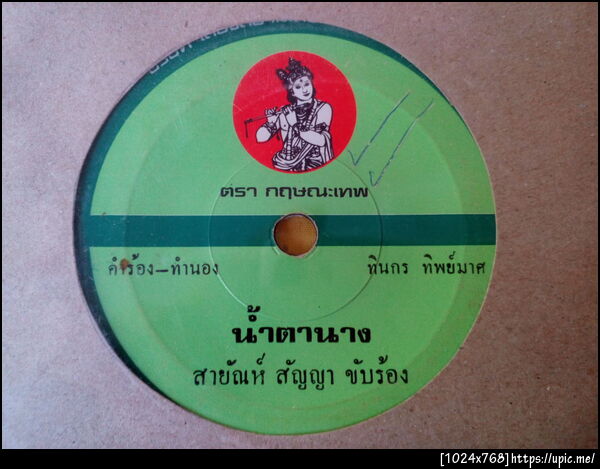 ตรา กฤษณะเทพ
คำร้อง–ทำนอง ทินกร ทิพย์มาศ
น้ำตานาง
สายัณห์ สัญญา ขับร้อง
[1024x768]https://upic.me/